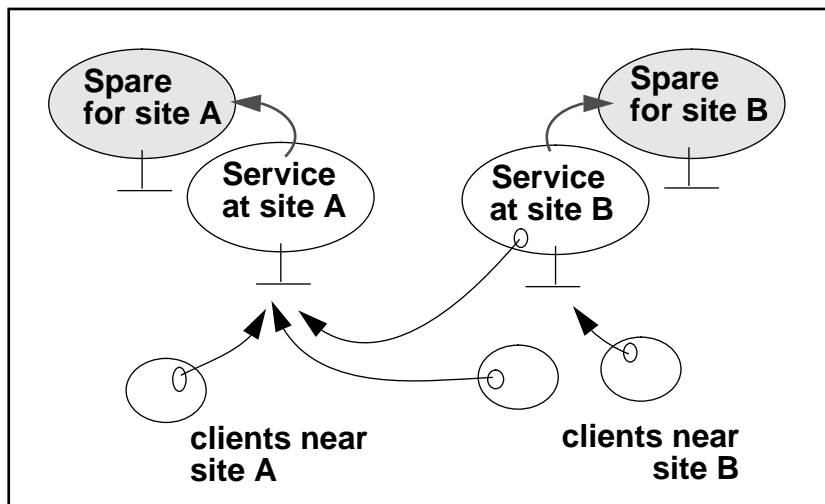 Spare
for site A
Spare
for site B
Service
at site A
Service
at site B
clients near
site A
clients near
site B